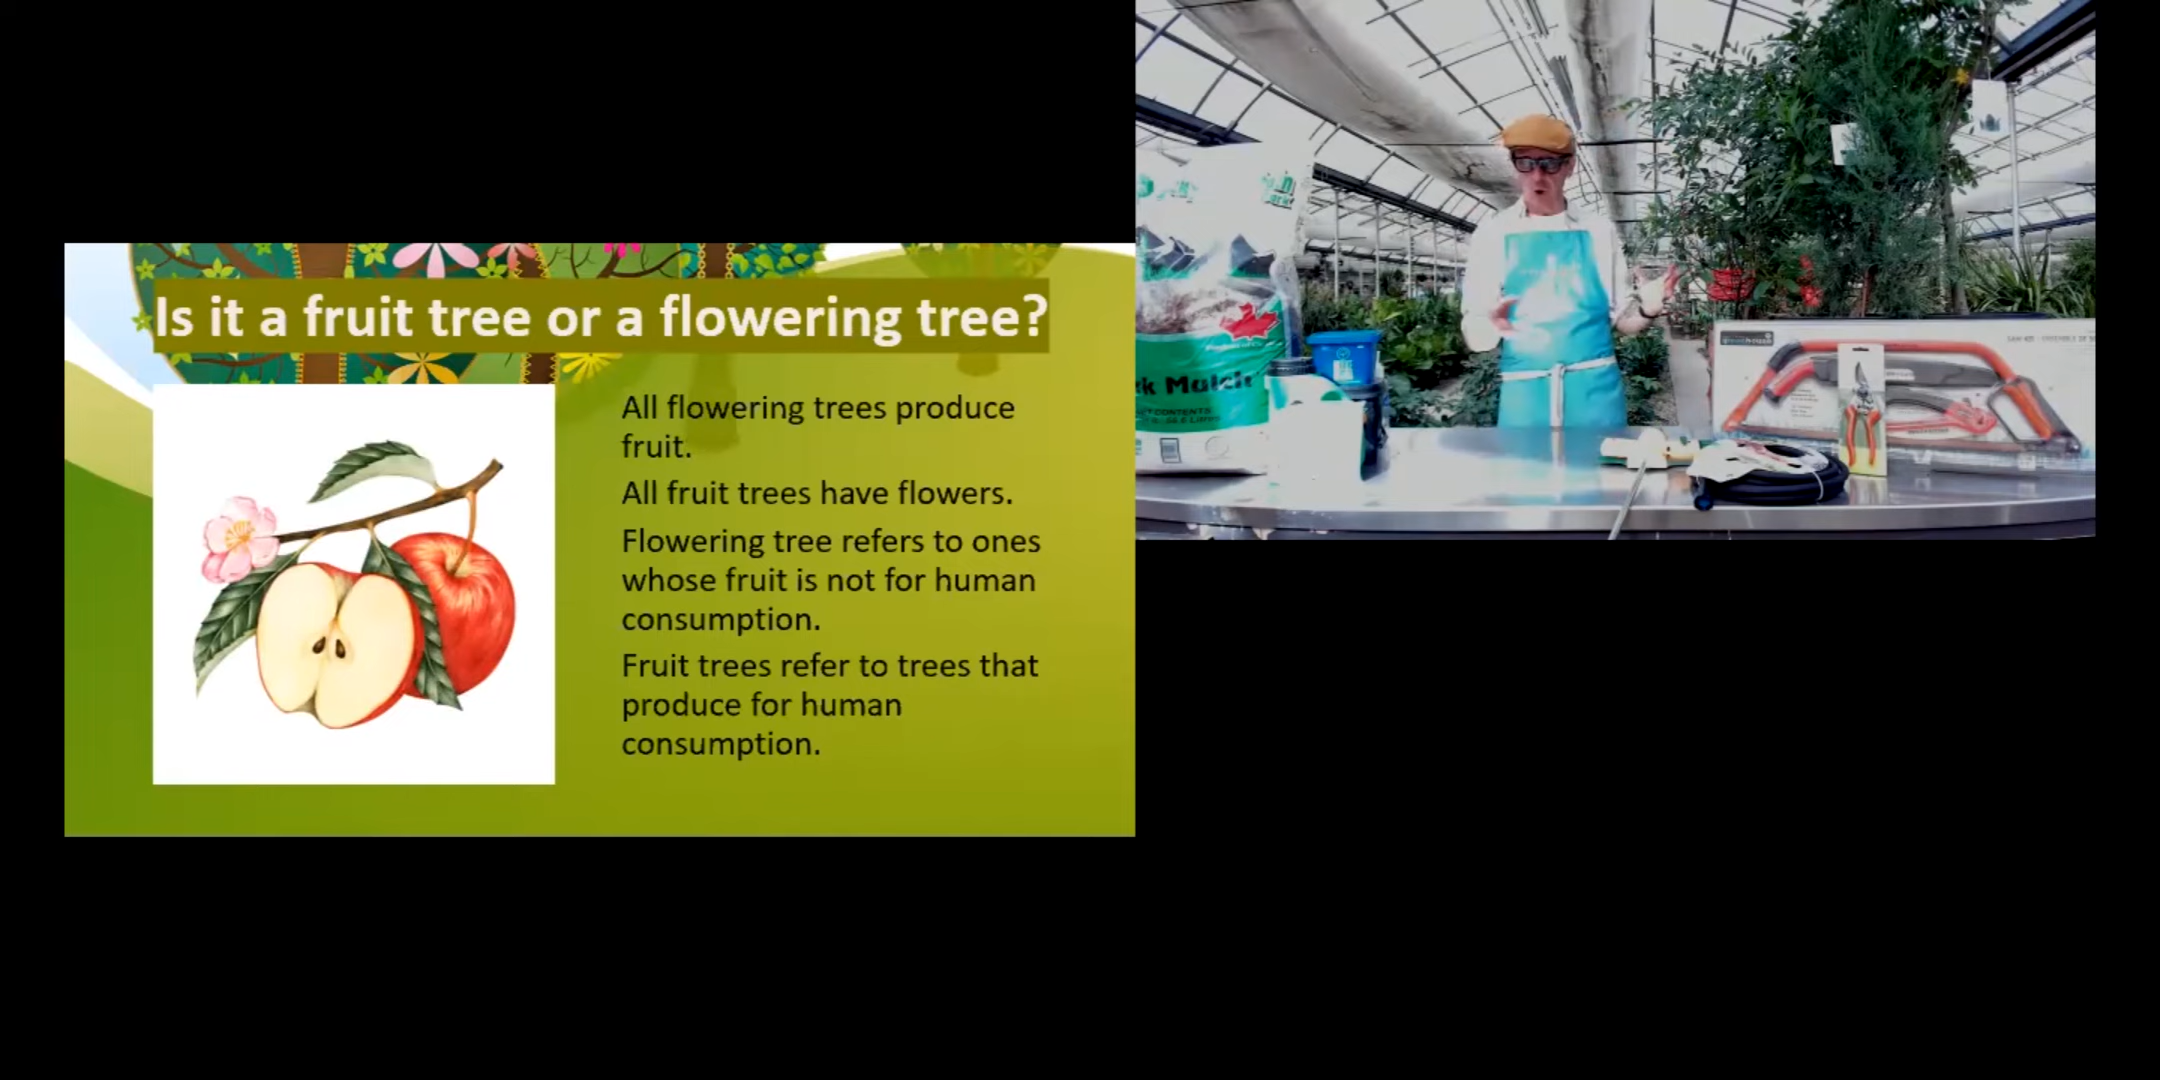 Is it a fruit tree or a flowering tree?
All flowering trees produce
fruit.
All fruit trees have flowers.
Flowering tree refers to ones
whose fruit is not for human
consumption.
Fruit trees refer to trees that
produce for human
consumption.
k Mulch
CONTENTS